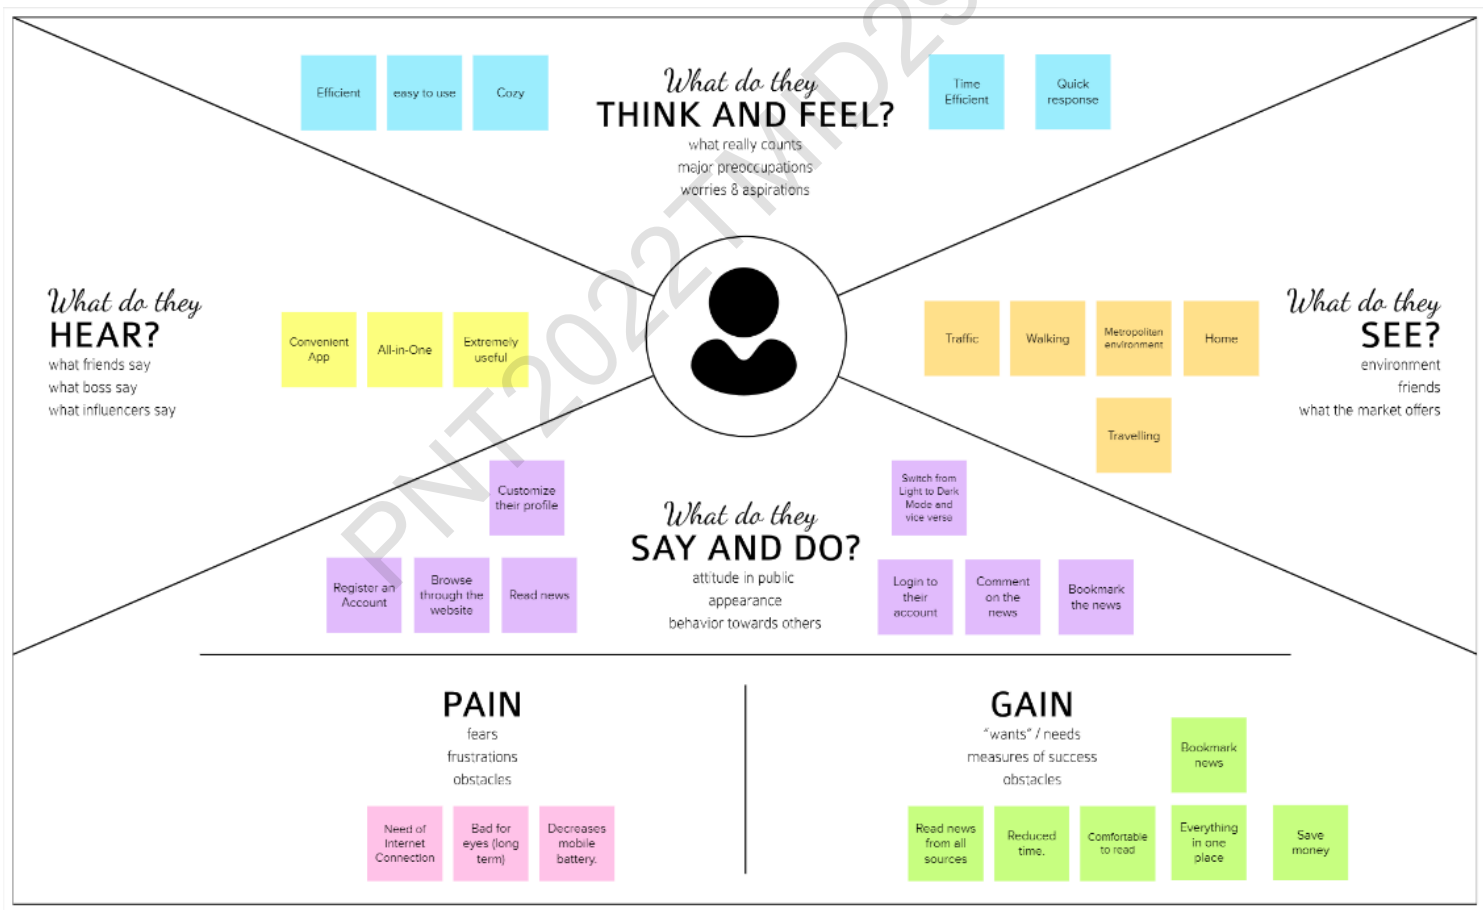 Efficient
easy to use
Cozy
What do they
THINK AND FEEL?
what really counts
major preoccupations
worries & aspirations
Time
Efficient
Quick
response
What do they
HEAR?
what friends say
what boss say
what influencers say
Convenient
App
All-in-One
Extremely
useful
Traffic
Walking
Metropolitan
environment
Home
Travelling
What do they
SEE?
environment
friends
what the market offers
Customize
their profile
Register an
Account
Browse
through the
website
Read news
What do they
SAY AND DO?
attitude in public
appearance
behavior towards others
Switch from
Light to Dark
Mode and
vice versa
Login to
their
account
Comment
on the
news
Bookmark
the news
PAIN
fears
frustrations
obstacles
Need of
Internet
Connection
Bad for
eyes (long
term)
Decreases
mobile
battery.
GAIN
"wants" / needs
measures of success
obstacles
Bookmark
news
Read news
from all
sources
Reduced
time.
Comfortable
to read
Everything
in one
place
Save
money